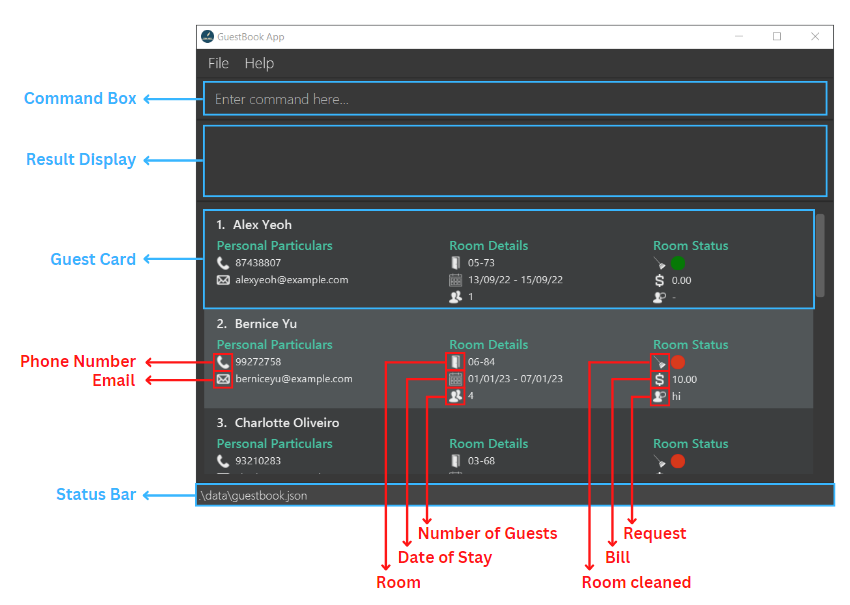 GuestBook App
File Help
Command Box
Enter command here...
Result Display
Guest Card
1. Alex Yeoh
Personal Particulars Room Details Room Status
87438807 05-73
alexyeoh@example.com 13/09/22 - 15/09/22 0.00
1 -
2. Bernice Yu
Personal Particulars Room Details Room Status
Phone Number 99272758 06-84
Email berniceyu@example.com 01/01/23 - 07/01/23 10.00
4 hi
3. Charlotte Oliveiro
Personal Particulars Room Details Room Status
93210283 03-68
Status Bar .\data\guestbook.json
Number of Guests Request
Date of Stay Bill
Room Room cleaned